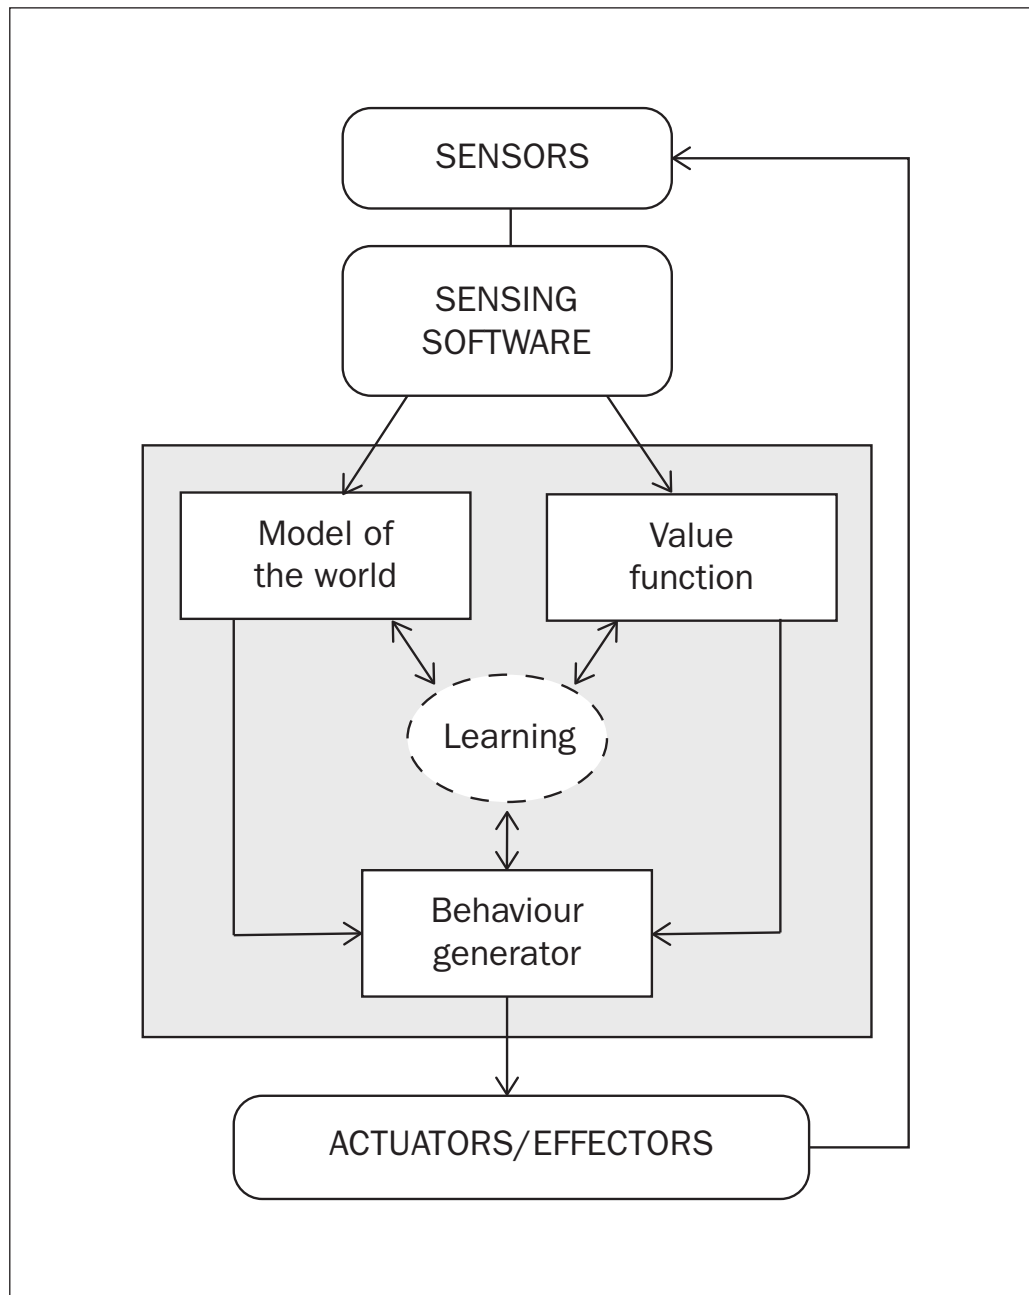 SENSORS
SENSING
SOFTWARE
Model of
the world
Value
function
Learning
Behaviour
generator
ACTUATORS/EFFECTORS